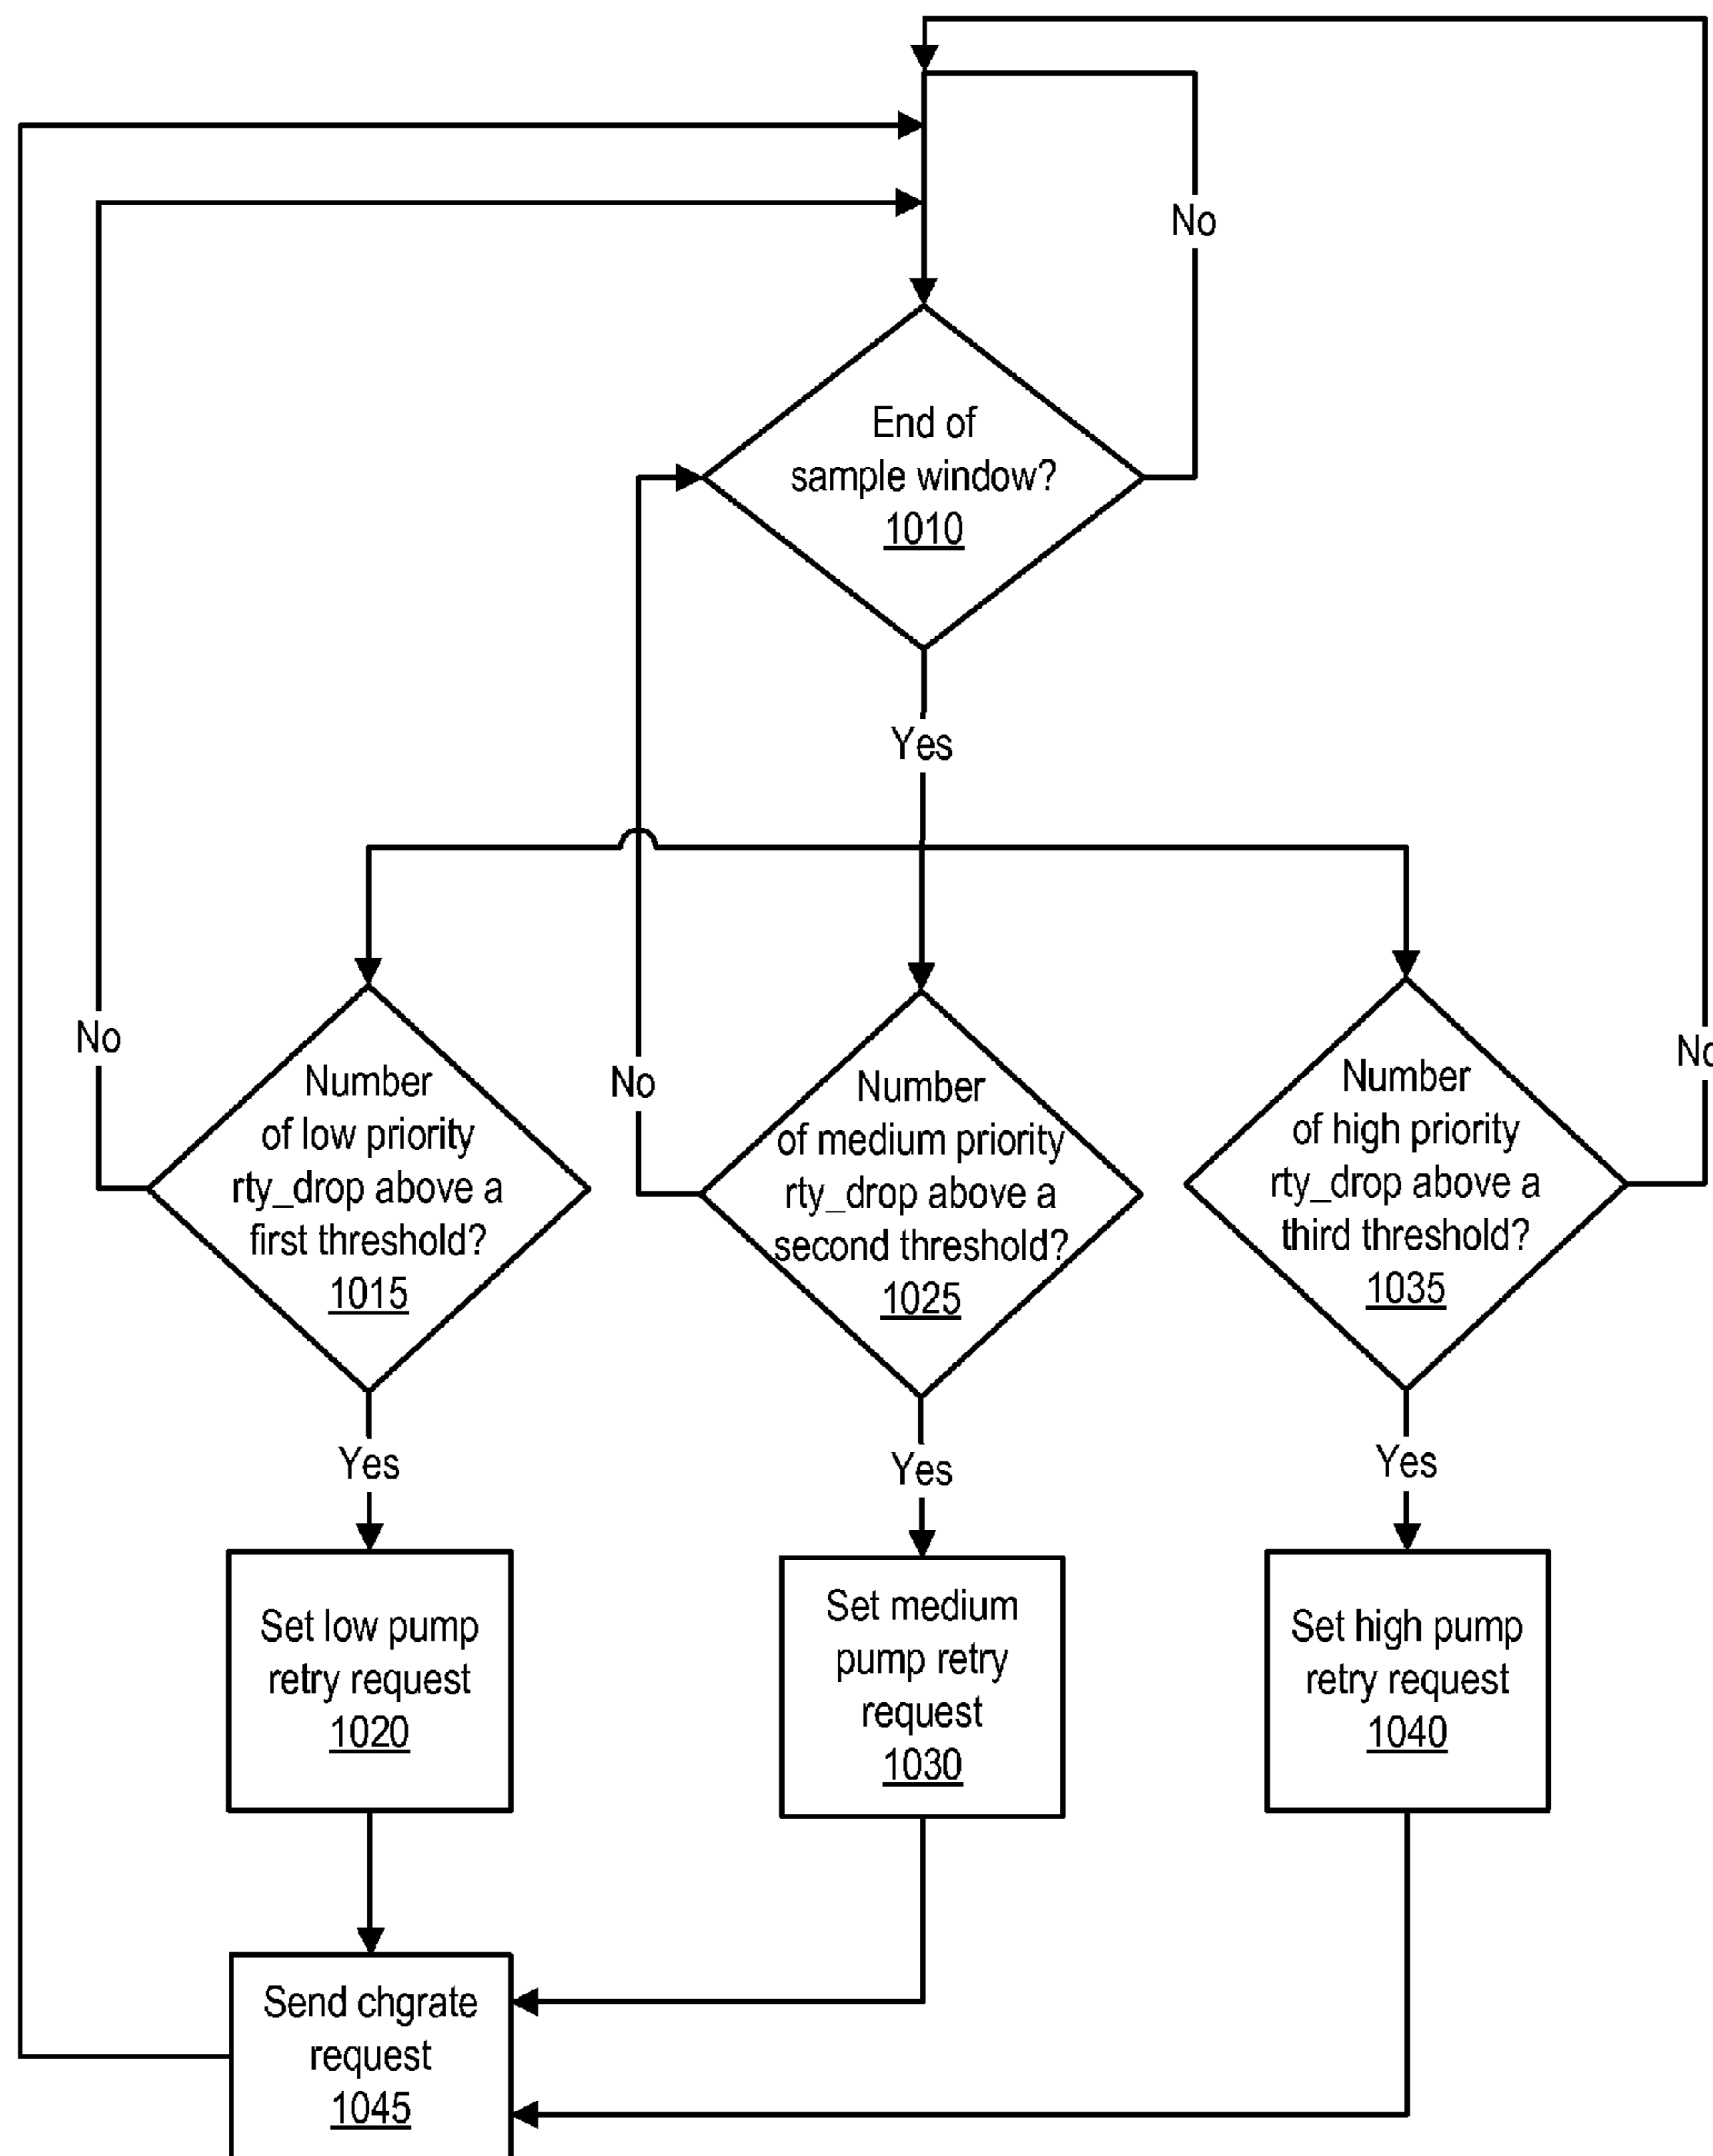 No
End of
sample window?
1010
Yes
No
Number
of low priority
rty_drop above a
first threshold?
1015
No
Number
of medium priority
rty_drop above a
second threshold?
1025
Number
of high priority
rty_drop above a
third threshold?
1035
No
Yes
Yes
Yes
Set low pump
retry request
1020
Set medium
pump retry
request
1030
Set high pump
retry request
1040
Send chgrate
request
1045